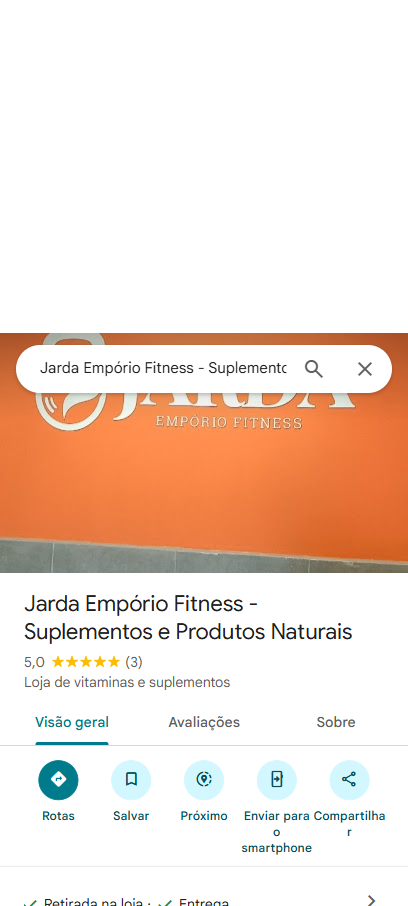 Jarda Empório Fitness - Suplemento
JARDA
EMPÓRIO FITNESS
Jarda Empório Fitness -
Suplementos e Produtos Naturais
5,0 ★★★★★ (3)
Loja de vitaminas e suplementos
Visão geral Avaliações Sobre
Rotas Salvar Próximo Enviar para o smartphone Compartilhar
Retirada na loja · Entrega